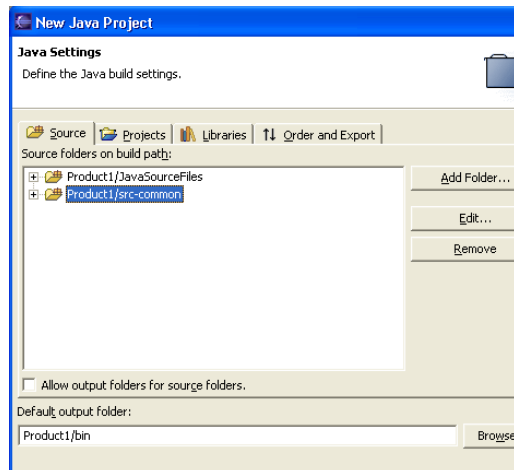 New Java Project
Java Settings
Define the Java build settings.
Source Projects Libraries Order and Export
Source folders on build path:
Product1/JavaSourceFiles
Product1/src-common
Add Folder...
Edit...
Remove
Allow output folders for source folders.
Default output folder:
Product1/bin
Browse